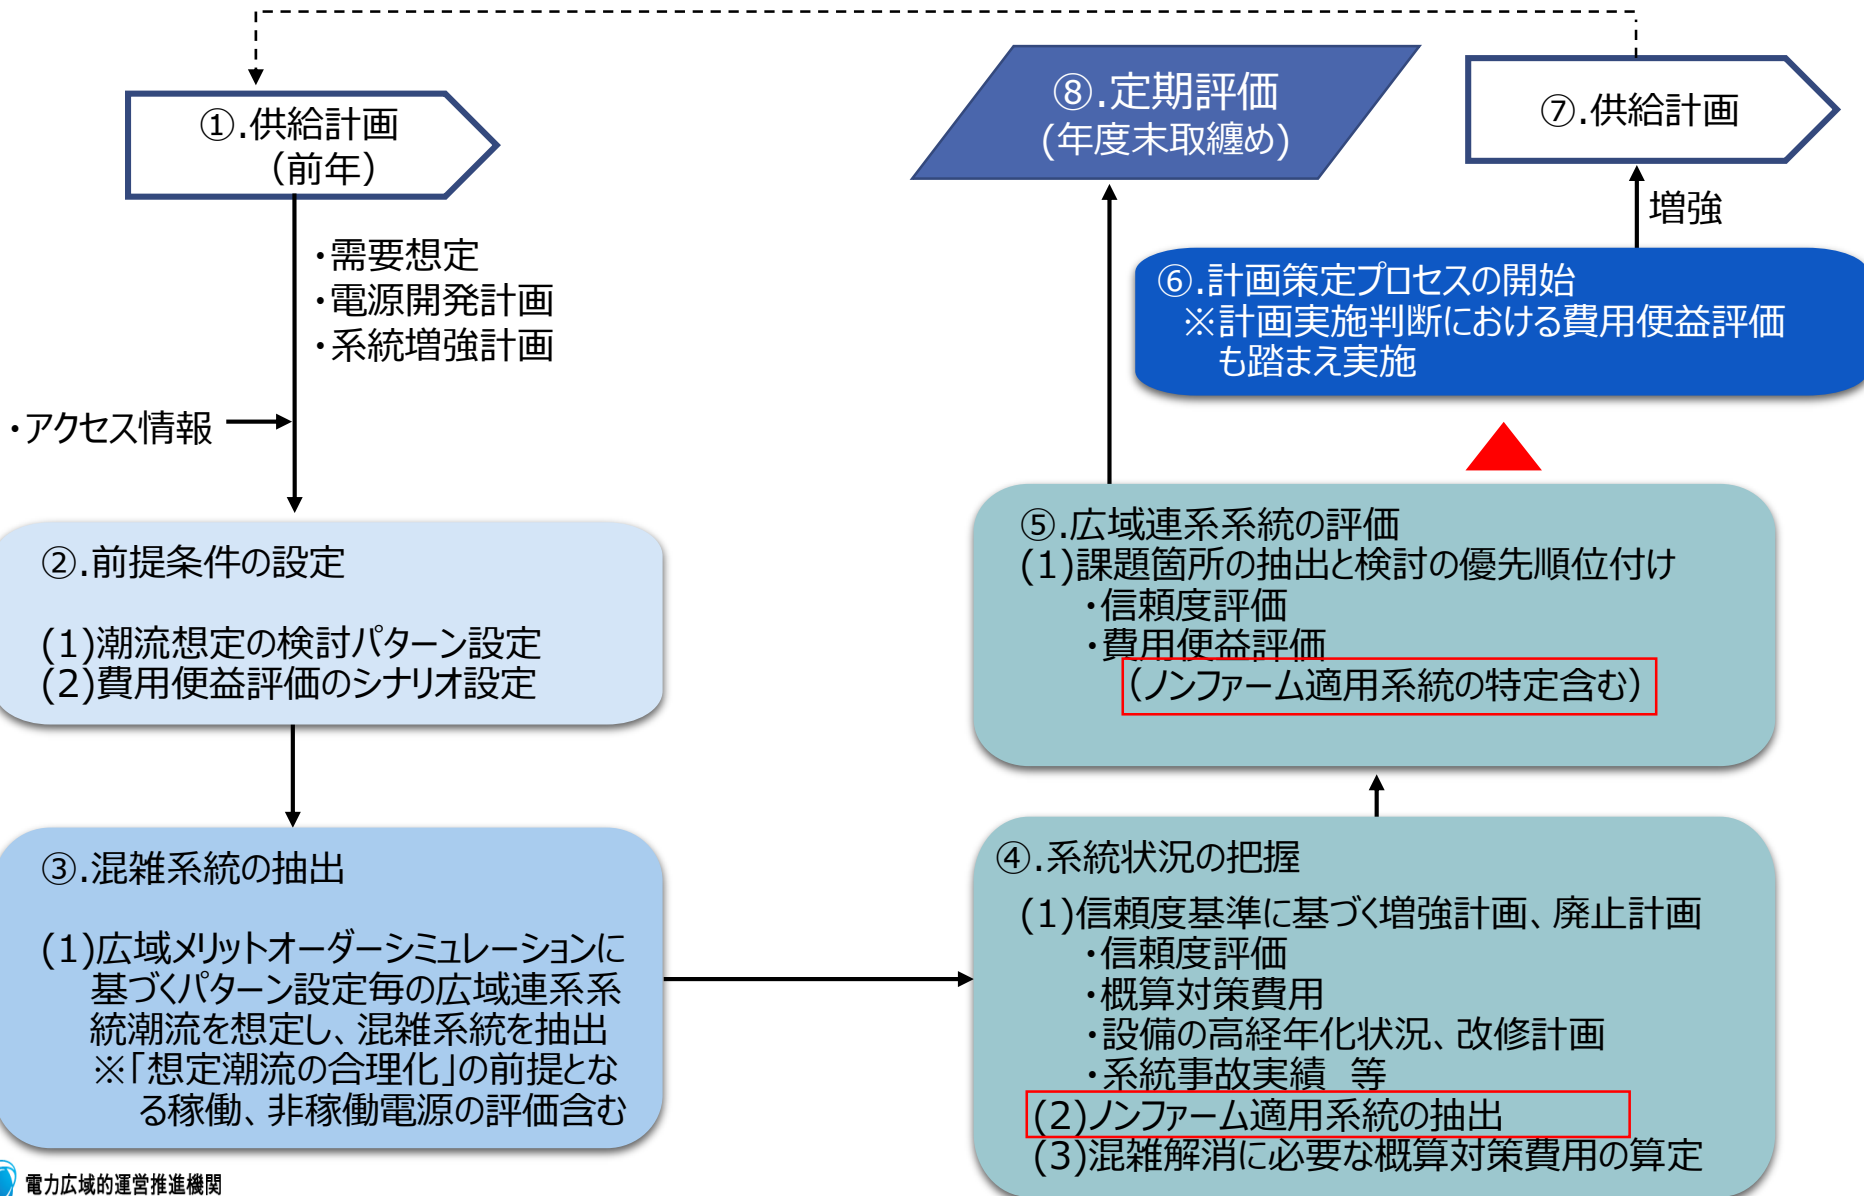 ①.供給計画
（前年）
・需要想定
・電源開発計画
・系統増強計画
・アクセス情報
②.前提条件の設定
(1)潮流想定の検討パターン設定
(2)費用便益評価のシナリオ設定
③.混雑系統の抽出
(1)広域メリットオーダーシミュレーションに
基づくパターン設定毎の広域連系系
統潮流を想定し、混雑系統を抽出
※「想定潮流の合理化」の前提とな
る稼働、非稼働電源の評価含む
④.系統状況の把握
(1)信頼度基準に基づく増強計画、廃止計画
・信頼度評価
・概算対策費用
・設備の高経年化状況、改修計画
・系統事故実績　等
(2)ノンファーム適用系統の抽出
(3)混雑解消に必要な概算対策費用の算定
⑤.広域連系系統の評価
(1)課題箇所の抽出と検討の優先順位付け
・信頼度評価
・費用便益評価
（ノンファーム適用系統の特定含む）
⑥.計画策定プロセスの開始
※計画実施判断における費用便益評価
も踏まえ実施
増強
⑦.供給計画
⑧.定期評価
(年度末取纏め)
電力広域的運営推進機関